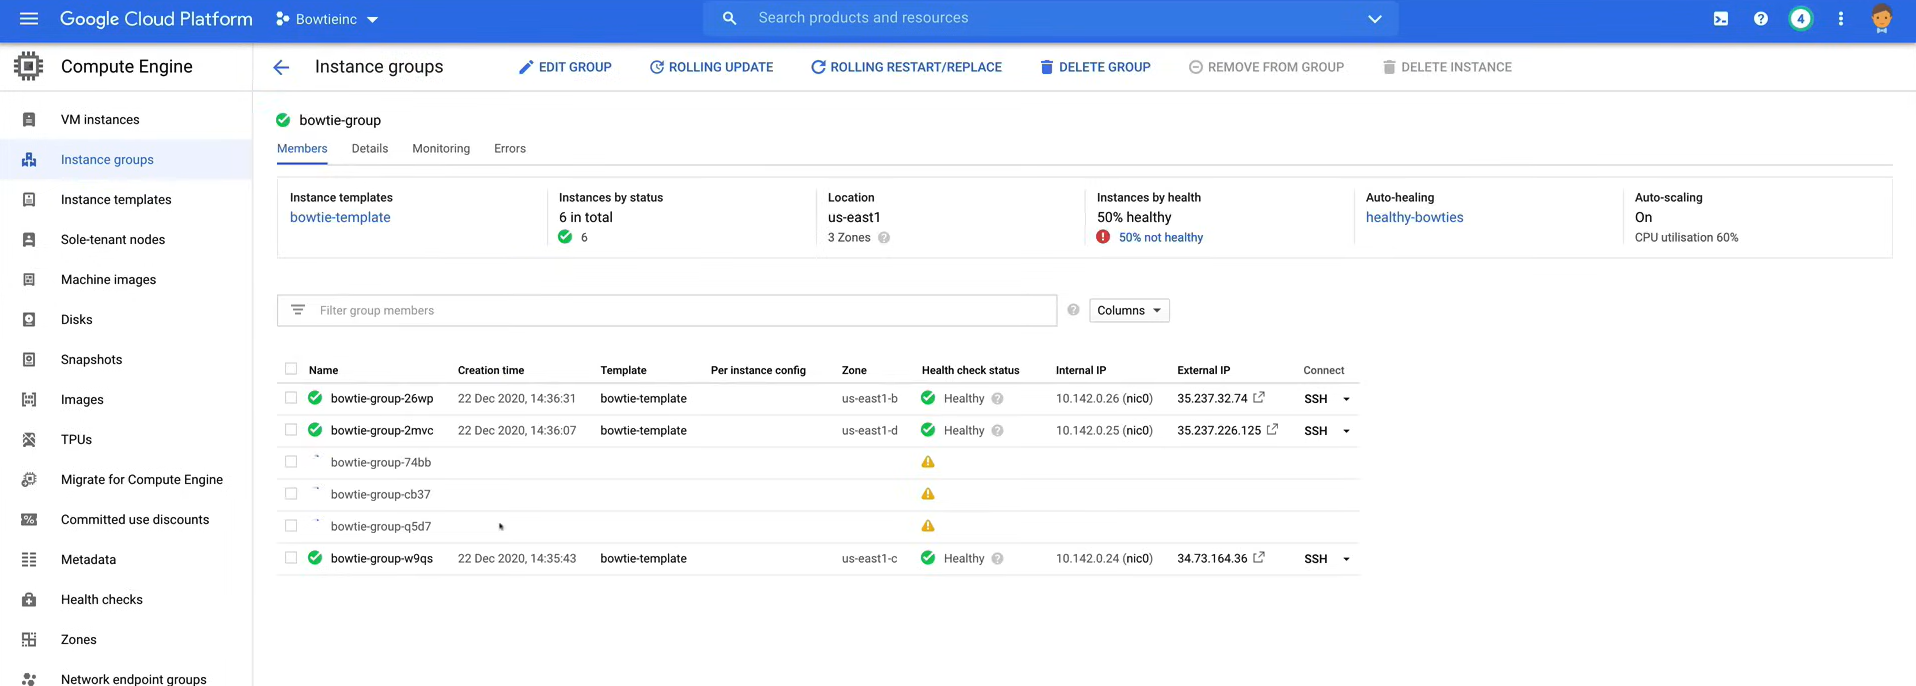 Google Cloud Platform
Bowtieinc
Search products and resources
4
Compute Engine
Instance groups
EDIT GROUP
ROLLING UPDATE
ROLLING RESTART/REPLACE
DELETE GROUP
REMOVE FROM GROUP
DELETE INSTANCE
VM instances
Instance groups
Instance templates
Sole-tenant nodes
Machine images
Disks
Snapshots
Images
TPUs
Migrate for Compute Engine
Committed use discounts
Metadata
Health checks
Zones
Network endpoint groups
bowtie-group
Members Details Monitoring Errors
Instance templates
bowtie-template
Instances by status
6 in total
6
Location
us-east1
3 Zones
Instances by health
50% healthy
50% not healthy
Auto-healing
healthy-bowties
Auto-scaling
On
CPU utilisation 60%
Filter group members
Columns
Name Creation time Template Per instance config Zone Health check status Internal IP External IP Connect
bowtie-group-26wp 22 Dec 2020, 14:36:31 bowtie-template us-east1-b Healthy 10.142.0.26 (nic0) 35.237.32.74 SSH
bowtie-group-2mvc 22 Dec 2020, 14:36:07 bowtie-template us-east1-d Healthy 10.142.0.25 (nic0) 35.237.226.125 SSH
bowtie-group-74bb
bowtie-group-cb37
bowtie-group-q5d7
bowtie-group-w9qs 22 Dec 2020, 14:35:43 bowtie-template us-east1-c Healthy 10.142.0.24 (nic0) 34.73.164.36 SSH